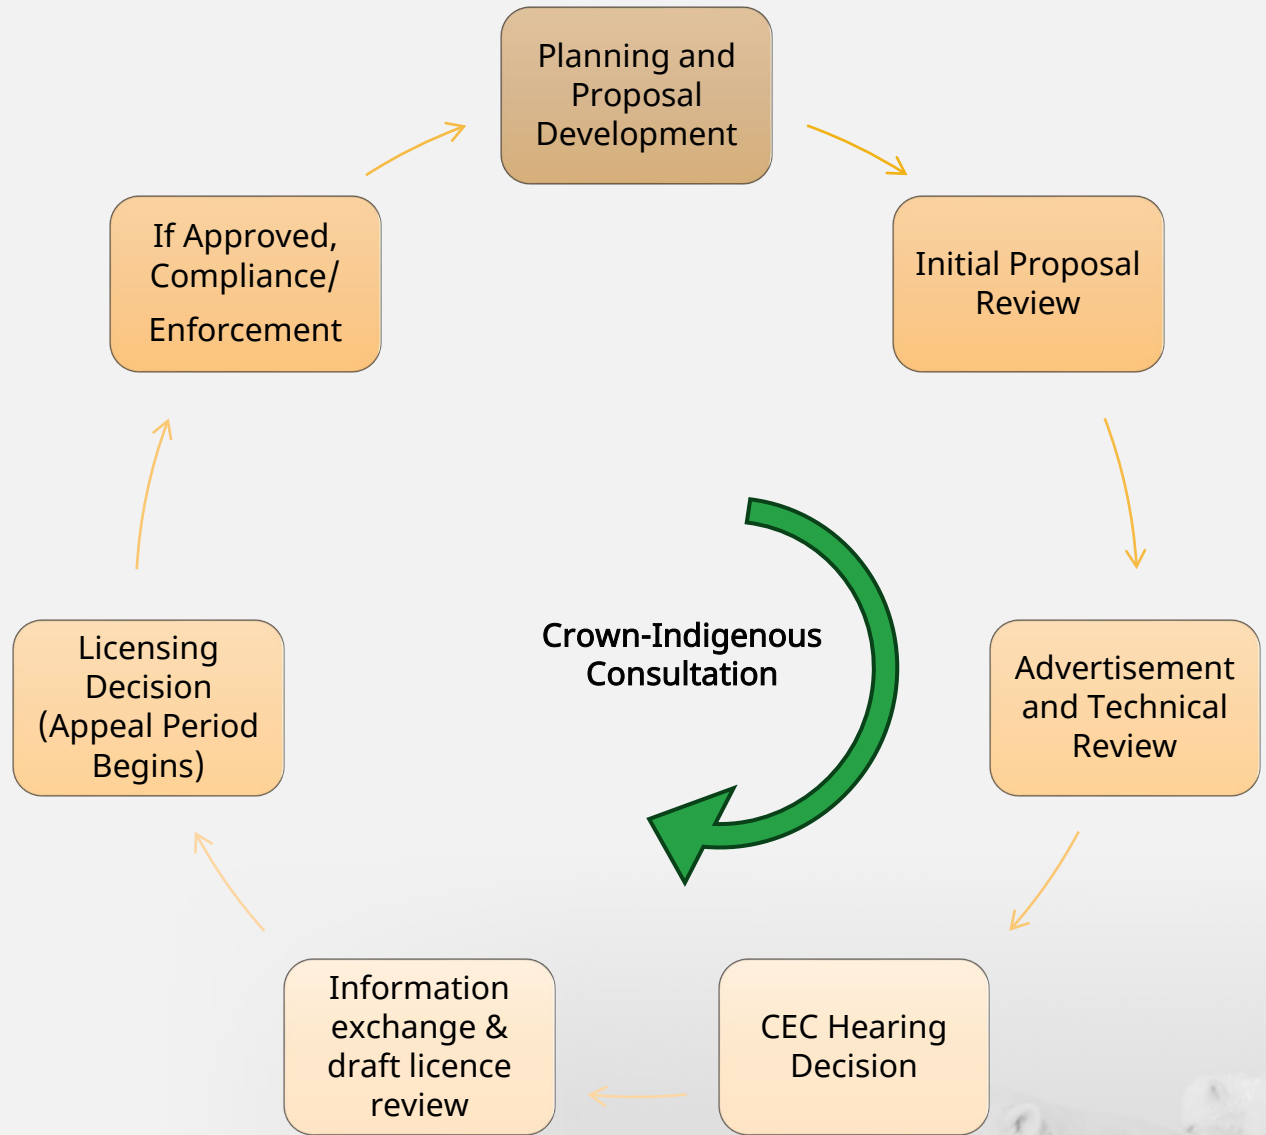 Planning and
Proposal
Development
Initial Proposal
Review
Advertisement
and Technical
Review
CEC Hearing
Decision
Information
exchange &
draft licence
review
Licensing
Decision
(Appeal Period
Begins)
If Approved,
Compliance/
Enforcement
Crown-Indigenous
Consultation